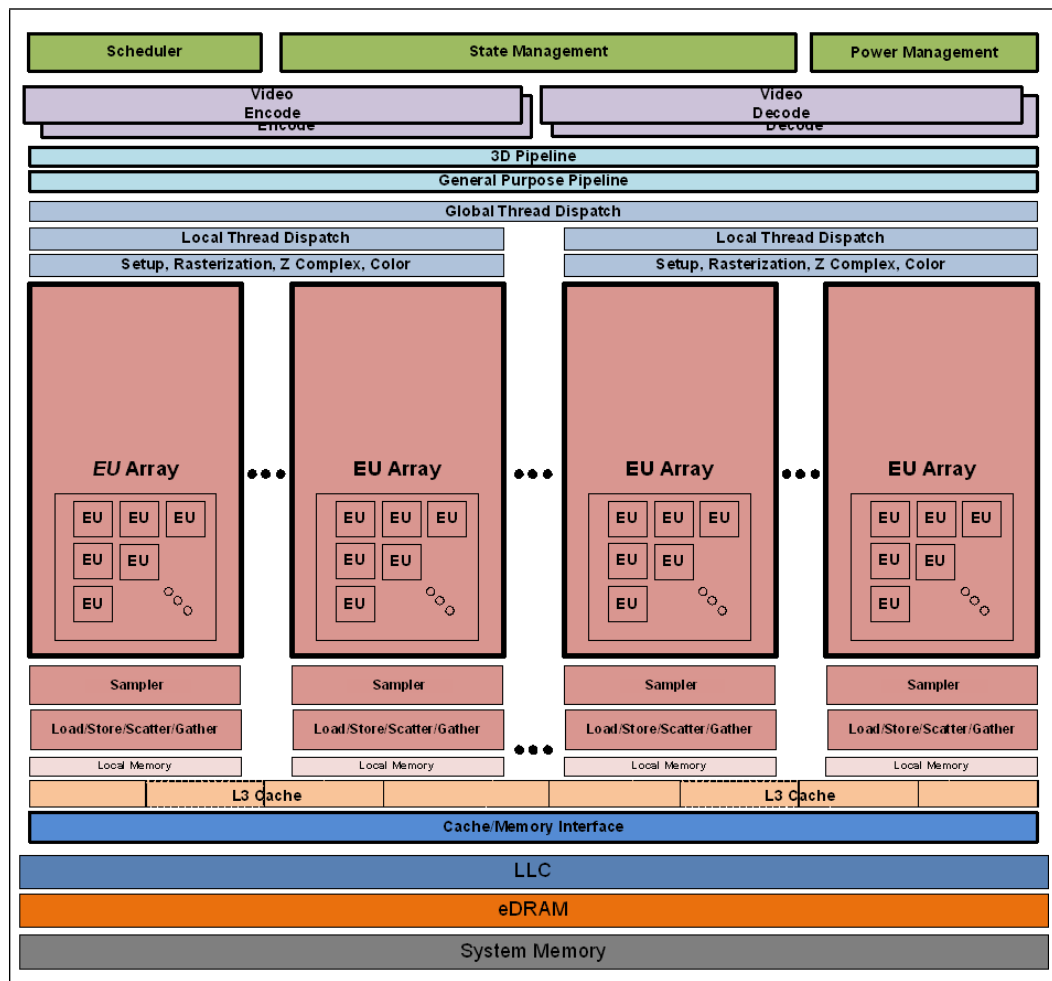 Scheduler
State Management
Power Management
Video
Encode
Encode
Video
Decode
Decode
3D Pipeline
General Purpose Pipeline
Global Thread Dispatch
Local Thread Dispatch
Local Thread Dispatch
Setup, Rasterization, Z Complex, Color
Setup, Rasterization, Z Complex, Color
EU Array
EU Array
EU Array
EU Array
EU EU EU
EU EU EU
EU EU EU
EU EU EU
EU EU
EU EU
EU EU
EU EU
EU
EU
EU
EU
Sampler
Sampler
Sampler
Sampler
Load/Store/Scatter/Gather
Load/Store/Scatter/Gather
Load/Store/Scatter/Gather
Load/Store/Scatter/Gather
Local Memory
Local Memory
Local Memory
Local Memory
L3 Cache
L3 Cache
Cache/Memory Interface
LLC
eDRAM
System Memory